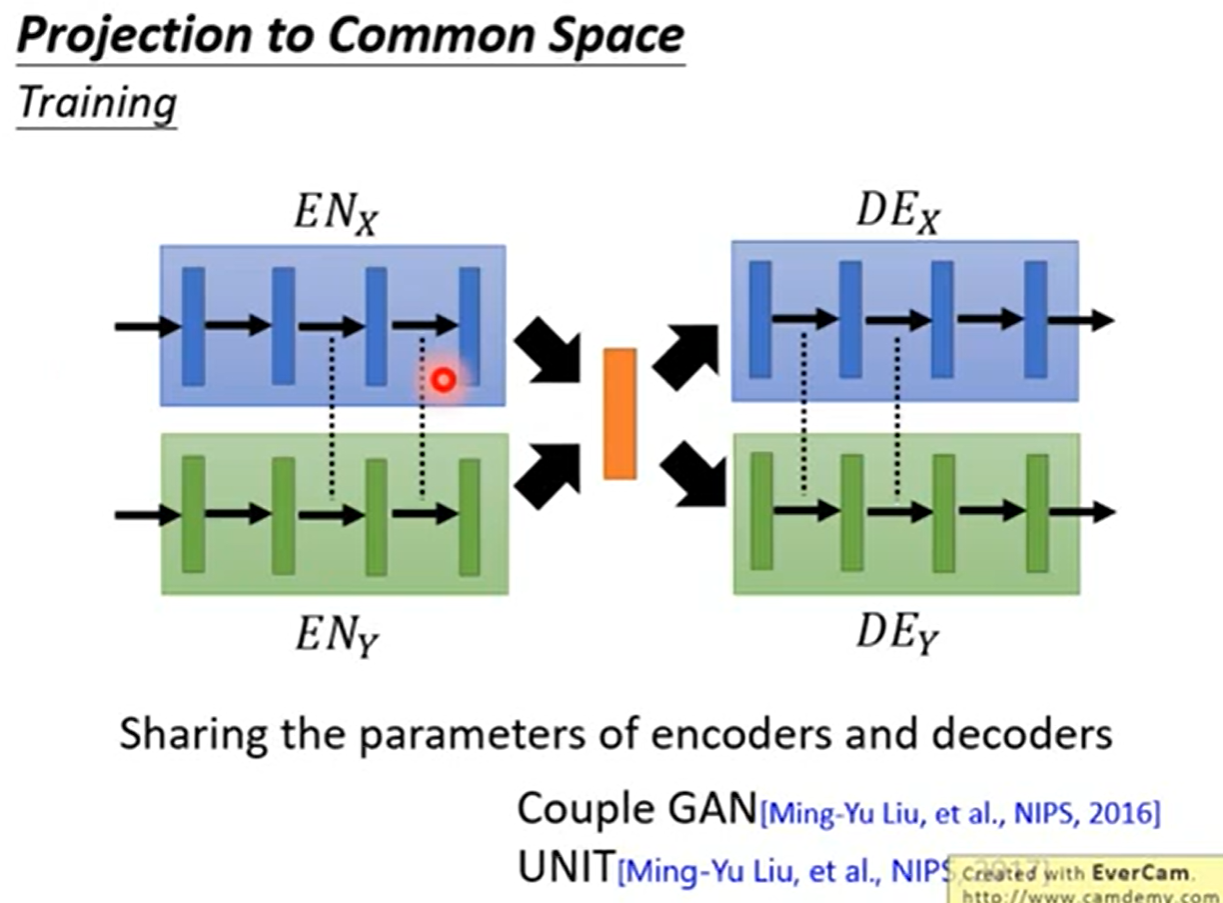 Projection to Common Space
Training
EN_X
DE_X
EN_Y
DE_Y
Sharing the parameters of encoders and decoders
Couple GAN[Ming-Yu Liu, et al., NIPS, 2016]
UNIT[Ming-Yu Liu, et al., NIPS, 2017]
Created with EverCam.
http://www.camdemy.com